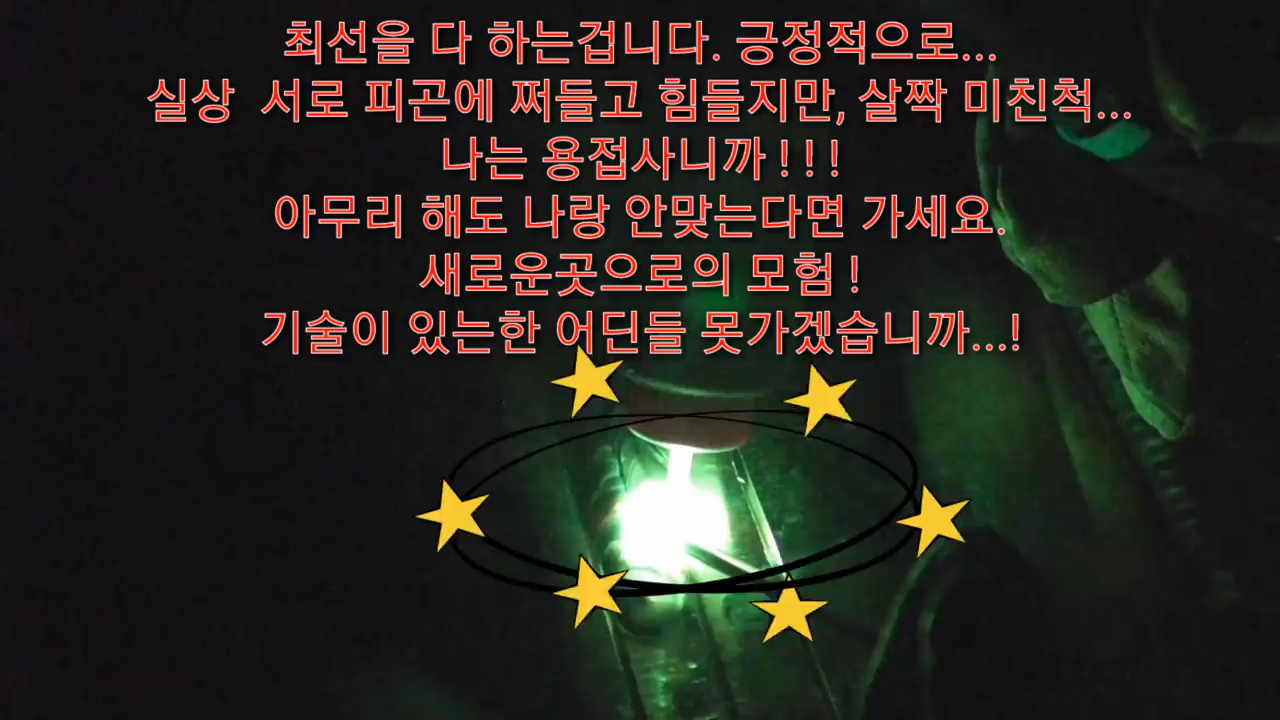 최선을 다 하는겁니다. 긍정적으로...
실상  서로 피곤에 쩌들고 힘들지만, 살짝 미친척...
나는 용접사니까 ! ! !
아무리 해도 나랑 안맞는다면 가세요.
새로운곳으로의 모험 !
기술이 있는한 어딘들 못가겠습니까...!